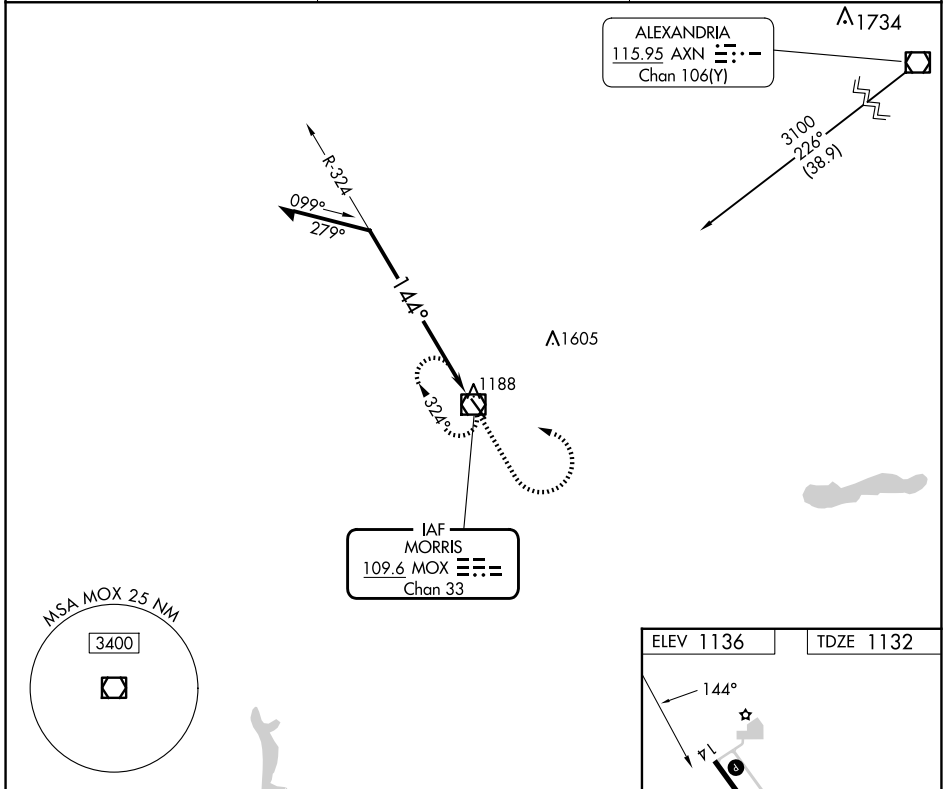 ALEXANDRIA
115.95 AXN
Chan 106(Y)
1734
3100
226°
(38.9)
R-324
099°
279°
144°
1605
1188
324°
IAF
MORRIS
109.6 MOX
Chan 33
MSA MOX 25 NM
3400
ELEV 1136
TDZE 1132
144°
14
P